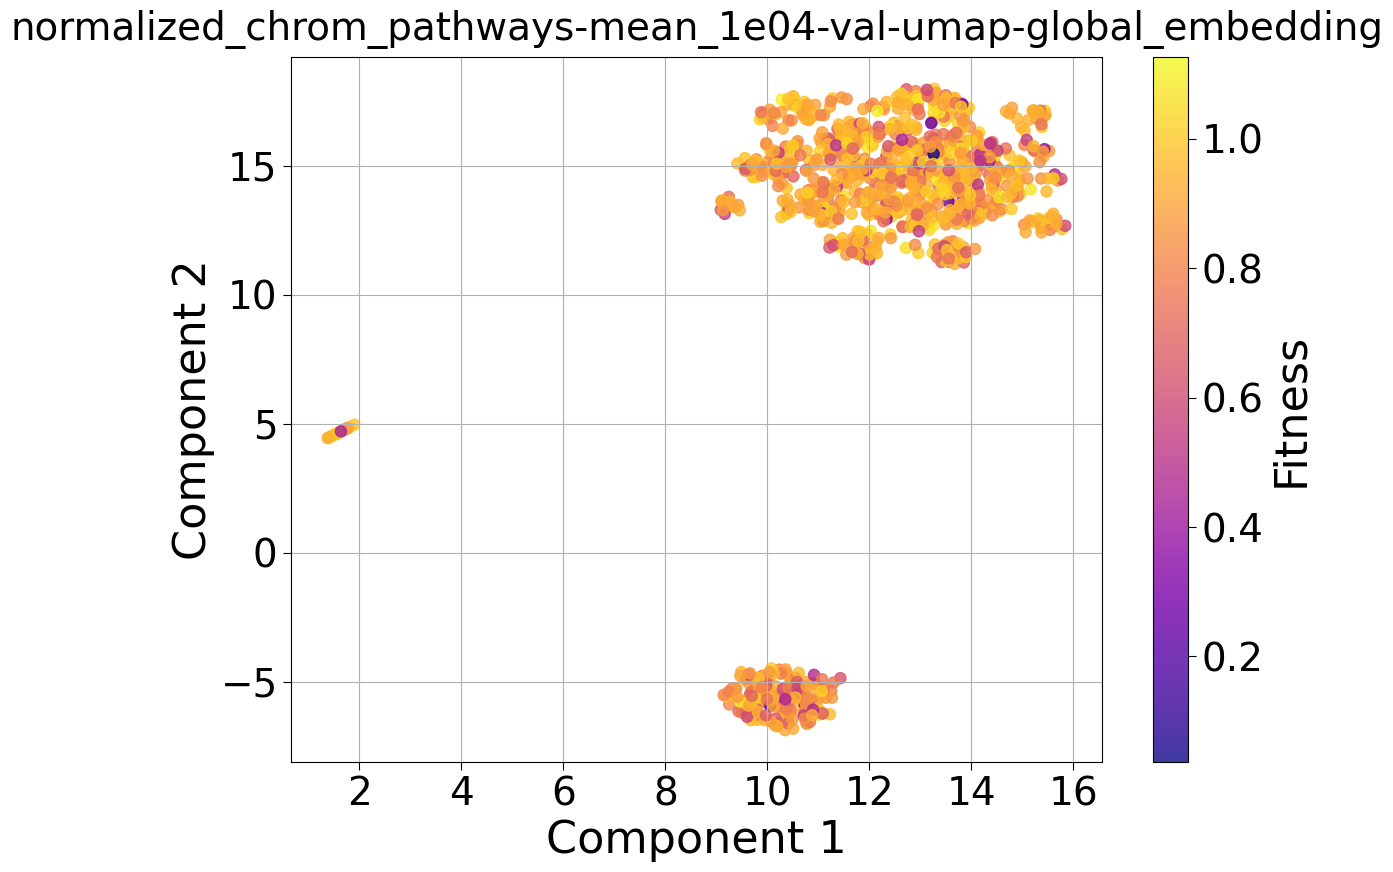 normalized_chrom_pathways-mean_1e04-val-umap-global_embedding
15
10
5
0
−5
2 4 6 8 10 12 14 16
Component 1
Component 2
1.0
0.8
0.6
0.4
0.2
Fitness